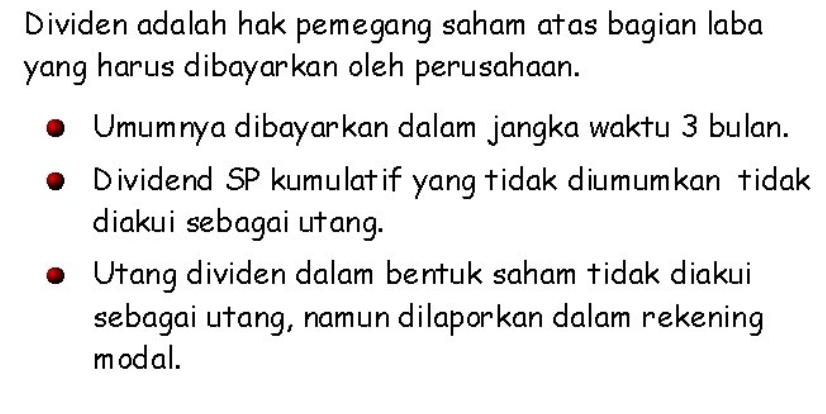 Dividen adalah hak pemegang saham atas bagian laba
yang harus dibayarkan oleh perusahaan.
Umumnya dibayarkan dalam jangka waktu 3 bulan.
Dividend SP kumulatif yang tidak diumumkan tidak
diakui sebagai utang.
Utang dividen dalam bentuk saham tidak diakui
sebagai utang, namun dilaporkan dalam rekening
modal.